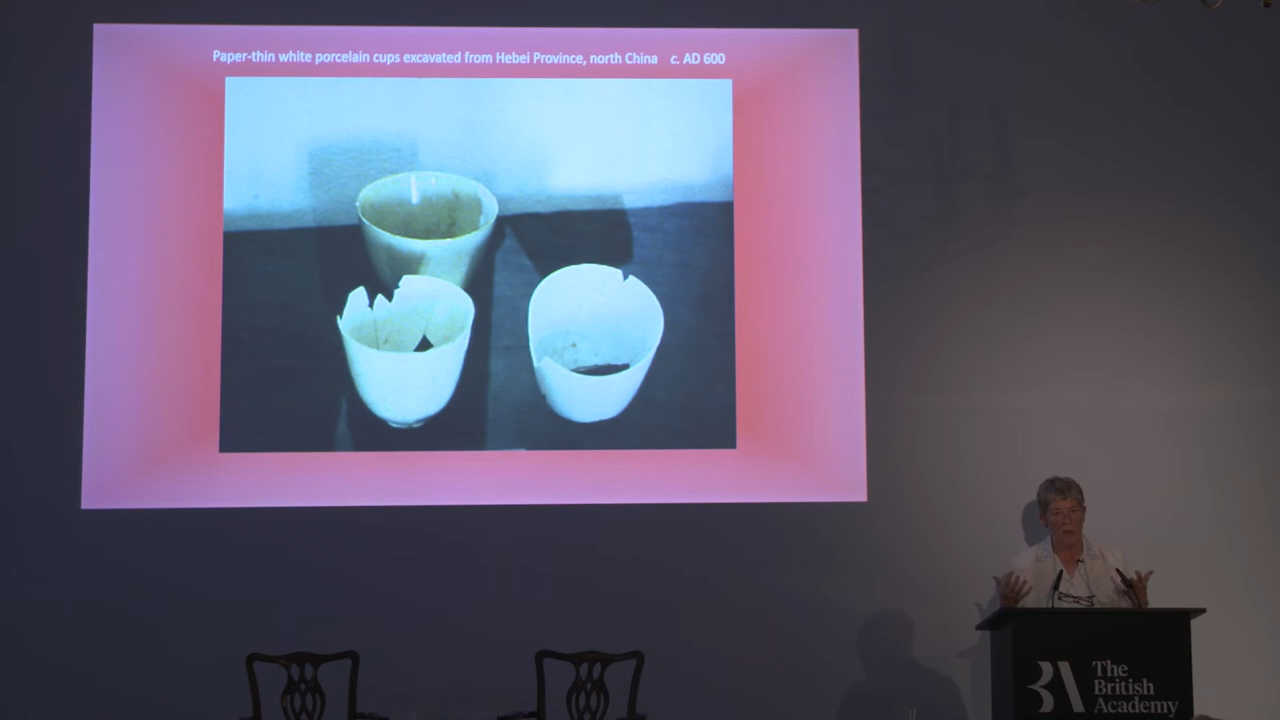 Paper-thin white porcelain cups excavated from Hebei Province, north China c. AD 600
The
British
Academy